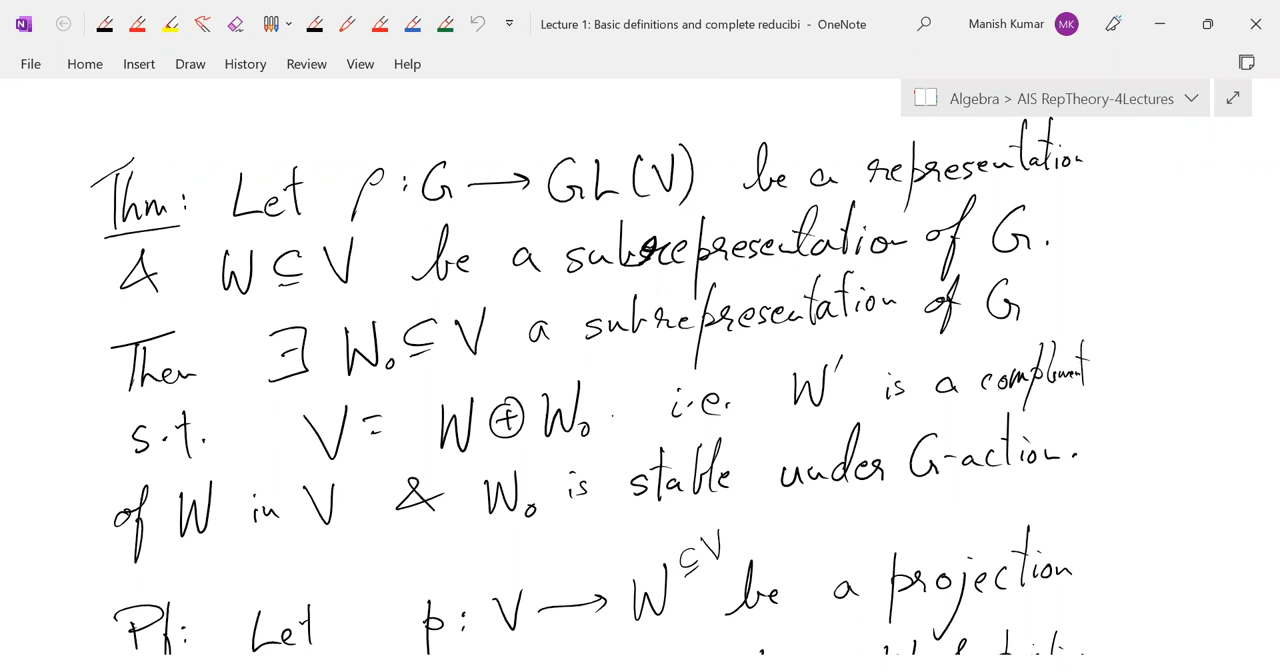 Lecture 1: Basic definitions and complete reducibi - OneNote
Manish Kumar
MK
File Home Insert Draw History Review View Help
Algebra > AIS RepTheory-4Lectures
Thm: Let ρ : G → GL(V) be a representation
& W ⊆ V be a subrepresentation of G.
Then ∃ W₀ ⊆ V a subrepresentation of G
s.t. V = W ⊕ W₀. i.e. W' is a complement
of W in V & W₀ is stable under G-action.
Pf: Let p : V → W ⊆ V be a projection